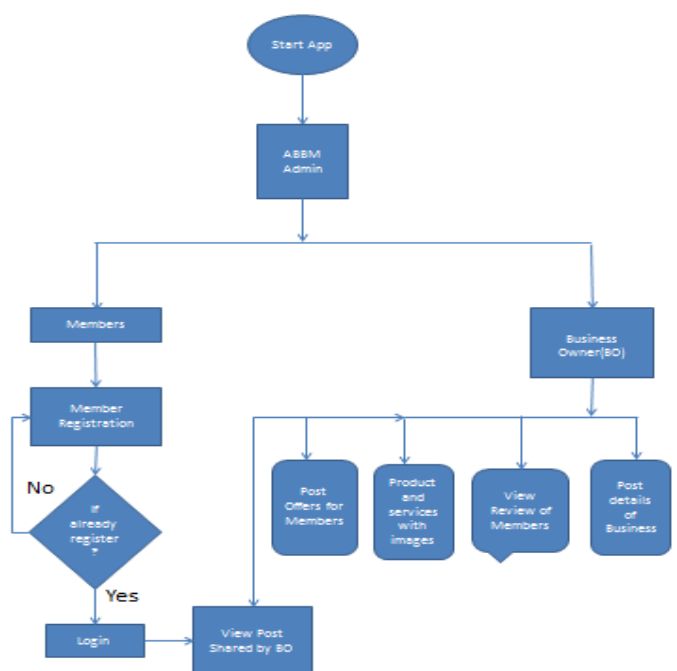 Start App
ABBM
Admin
Members
Business
Owner(BO)
Member
Registration
No
If
already
register
?
Yes
Login
View Post
Shared by BO
Post
Offers for
Members
Product
and
services
with
images
View
Review of
Members
Post
details
of
Business